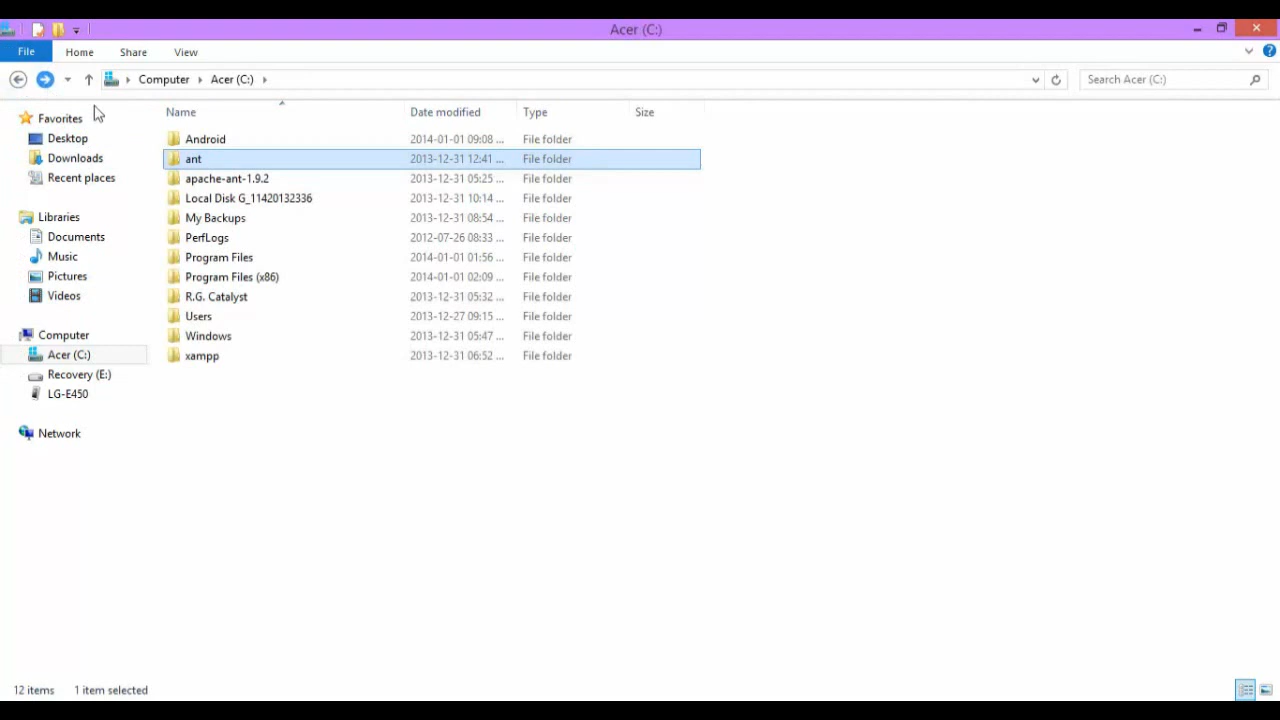 Acer (C:)
File Home Share View
Computer Acer (C:) Search Acer (C:)
Name Date modified Type Size
Favorites
Desktop
Downloads
Recent places
Libraries
Documents
Music
Pictures
Videos
Computer
Acer (C:)
Recovery (E:)
LG-E450
Network
Android 2014-01-01 09:08 ... File folder
ant 2013-12-31 12:41 ... File folder
apache-ant-1.9.2 2013-12-31 05:25 ... File folder
Local Disk G_11420132336 2013-12-31 10:14 ... File folder
My Backups 2013-12-31 08:54 ... File folder
PerfLogs 2012-07-26 08:33 ... File folder
Program Files 2014-01-01 01:56 ... File folder
Program Files (x86) 2014-01-01 02:09 ... File folder
R.G. Catalyst 2013-12-31 05:32 ... File folder
Users 2013-12-27 09:15 ... File folder
Windows 2013-12-31 05:47 ... File folder
xampp 2013-12-31 06:52 ... File folder
12 items 1 item selected